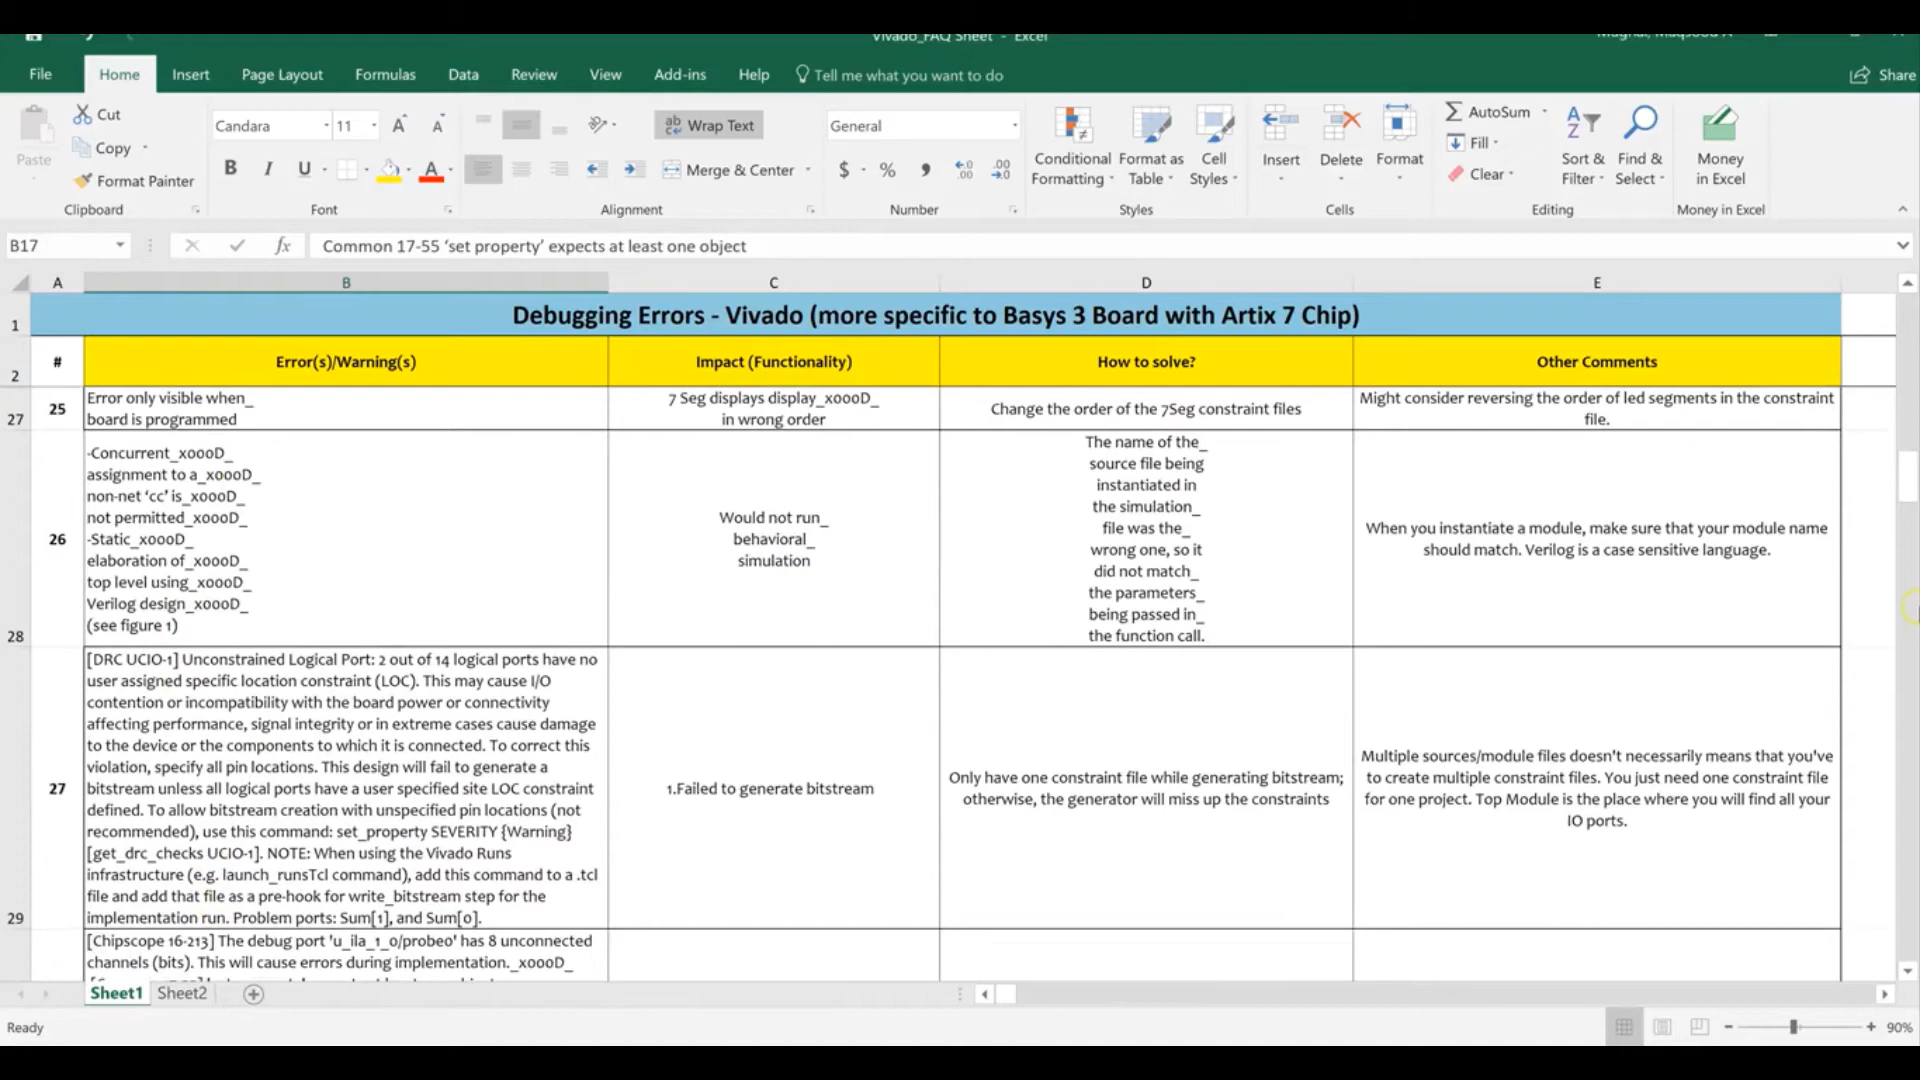 Vivado_FAQ Sheet - Excel
File Home Insert Page Layout Formulas Data Review View Add-ins Help Tell me what you want to do Share
Cut
Copy
Format Painter
Paste
Clipboard
Candara 11
B I U
Font
Wrap Text
Merge & Center
Alignment
General
$ % ,
Number
Conditional Formatting
Format as Table
Cell Styles
Styles
Insert Delete Format
Cells
AutoSum
Fill
Clear
Sort & Filter
Find & Select
Editing
Money in Excel
Money in Excel
B17 fx Common 17-55 ‘set property’ expects at least one object
A B C D E
1 Debugging Errors - Vivado (more specific to Basys 3 Board with Artix 7 Chip)
2 # Error(s)/Warning(s) Impact (Functionality) How to solve? Other Comments
27
25
Error only visible when_
board is programmed
7 Seg displays display_x000D_
in wrong order
Change the order of the 7Seg constraint files
Might consider reversing the order of led segments in the constraint
file.
28
26
-Concurrent_x000D_
assignment to a_x000D_
non-net ‘cc’ is_x000D_
not permitted_x000D_
-Static_x000D_
elaboration of_x000D_
top level using_x000D_
Verilog design_x000D_
(see figure 1)
Would not run_
behavioral_
simulation
The name of the_
source file being
instantiated in
the simulation_
file was the_
wrong one, so it
did not match_
the parameters_
being passed in_
the function call.
When you instantiate a module, make sure that your module name
should match. Verilog is a case sensitive language.
29
27
[DRC UCIO-1] Unconstrained Logical Port: 2 out of 14 logical ports have no
user assigned specific location constraint (LOC). This may cause I/O
contention or incompatibility with the board power or connectivity
affecting performance, signal integrity or in extreme cases cause damage
to the device or the components to which it is connected. To correct this
violation, specify all pin locations. This design will fail to generate a
bitstream unless all logical ports have a user specified site LOC constraint
defined. To allow bitstream creation with unspecified pin locations (not
recommended), use this command: set_property SEVERITY {Warning}
[get_drc_checks UCIO-1]. NOTE: When using the Vivado Runs
infrastructure (e.g. launch_runsTcl command), add this command to a .tcl
file and add that file as a pre-hook for write_bitstream step for the
implementation run. Problem ports: Sum[1], and Sum[0].
1.Failed to generate bitstream
Only have one constraint file while generating bitstream;
otherwise, the generator will miss up the constraints
Multiple sources/module files doesn't necessarily means that you've
to create multiple constraint files. You just need one constraint file
for one project. Top Module is the place where you will find all your
IO ports.
[Chipscope 16-213] The debug port 'u_ila_1_0/probe0' has 8 unconnected
channels (bits). This will cause errors during implementation._x000D_
Sheet1 Sheet2
Ready 90%